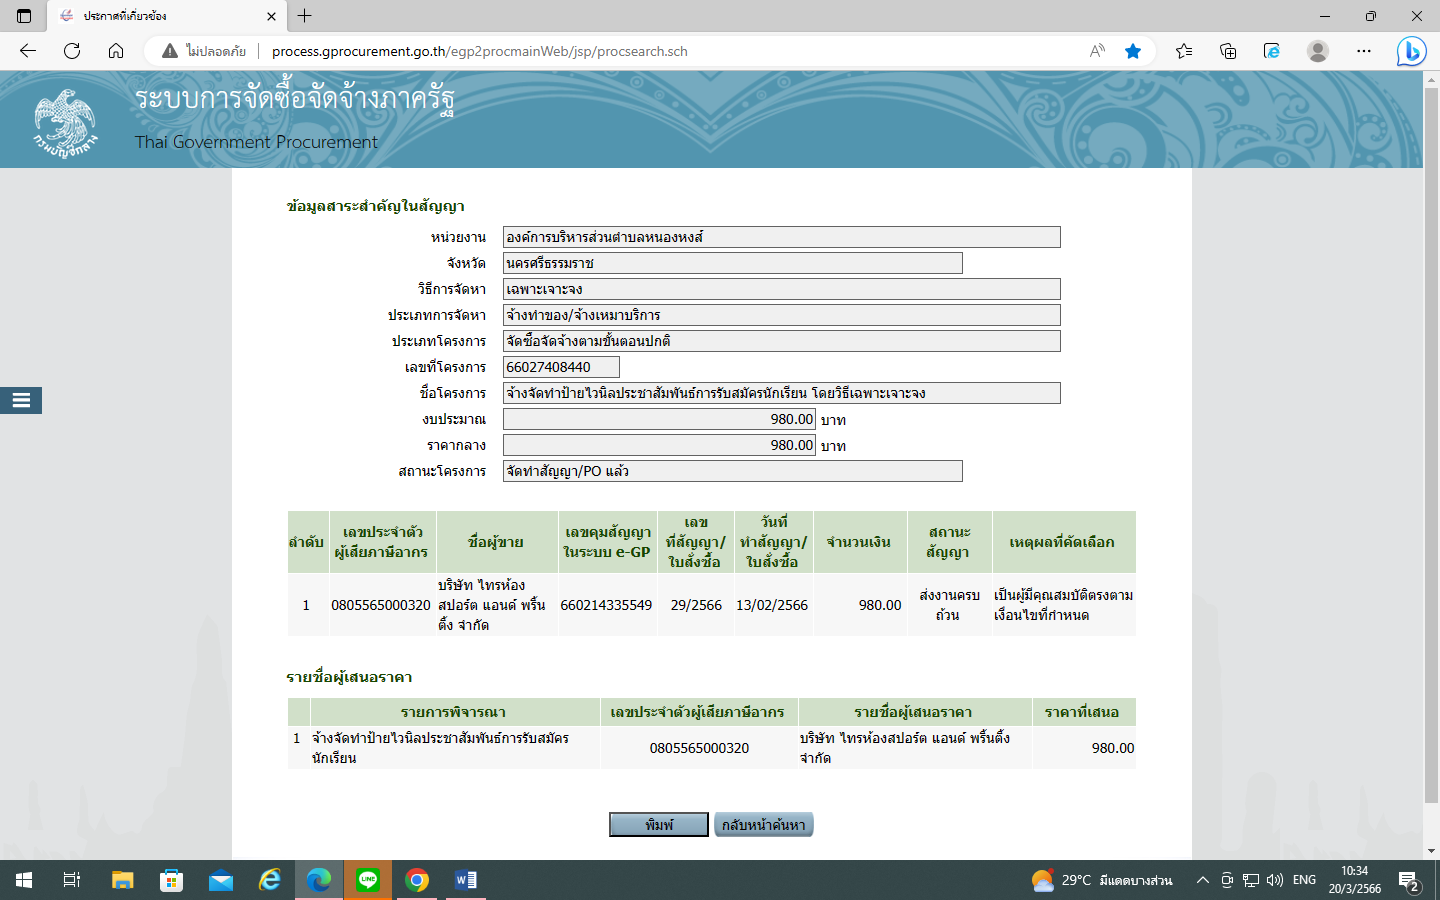 ประกาศที่เกี่ยวข้อง
ไม่ปลอดภัย
process.gprocurement.go.th/egp2procmainWeb/jsp/procsearch.sch
ระบบการจัดซื้อจัดจ้างภาครัฐ
Thai Government Procurement
กรมบัญชีกลาง
ข้อมูลสาระสำคัญในสัญญา
หน่วยงาน องค์การบริหารส่วนตำบลหนองหงส์
จังหวัด นครศรีธรรมราช
วิธีการจัดหา เฉพาะเจาะจง
ประเภทการจัดหา จ้างทำของ/จ้างเหมาบริการ
ประเภทโครงการ จัดซื้อจัดจ้างตามขั้นตอนปกติ
เลขที่โครงการ 66027408440
ชื่อโครงการ จ้างจัดทำป้ายไวนิลประชาสัมพันธ์การรับสมัครนักเรียน โดยวิธีเฉพาะเจาะจง
งบประมาณ 980.00 บาท
ราคากลาง 980.00 บาท
สถานะโครงการ จัดทำสัญญา/PO แล้ว
ลำดับ
เลขประจำตัว
ผู้เสียภาษีอากร
ชื่อผู้ขาย
เลขคุมสัญญา
ในระบบ e-GP
เลข
ที่สัญญา/
ใบสั่งซื้อ
วันที่
ทำสัญญา/
ใบสั่งซื้อ
จำนวนเงิน
สถานะ
สัญญา
เหตุผลที่คัดเลือก
1
0805565000320
บริษัท ไทรห้อง
สปอร์ต แอนด์ พริ้น
ติ้ง จำกัด
660214335549
29/2566
13/02/2566
980.00
ส่งงานครบ
ถ้วน
เป็นผู้มีคุณสมบัติตรงตาม
เงื่อนไขที่กำหนด
รายชื่อผู้เสนอราคา
รายการพิจารณา
เลขประจำตัวผู้เสียภาษีอากร
รายชื่อผู้เสนอราคา
ราคาที่เสนอ
1
จ้างจัดทำป้ายไวนิลประชาสัมพันธ์การรับสมัคร
นักเรียน
0805565000320
บริษัท ไทรห้องสปอร์ต แอนด์ พริ้นติ้ง
จำกัด
980.00
พิมพ์
กลับหน้าค้นหา
29°C มีแดดบางส่วน
ENG
10:34
20/3/2566
2